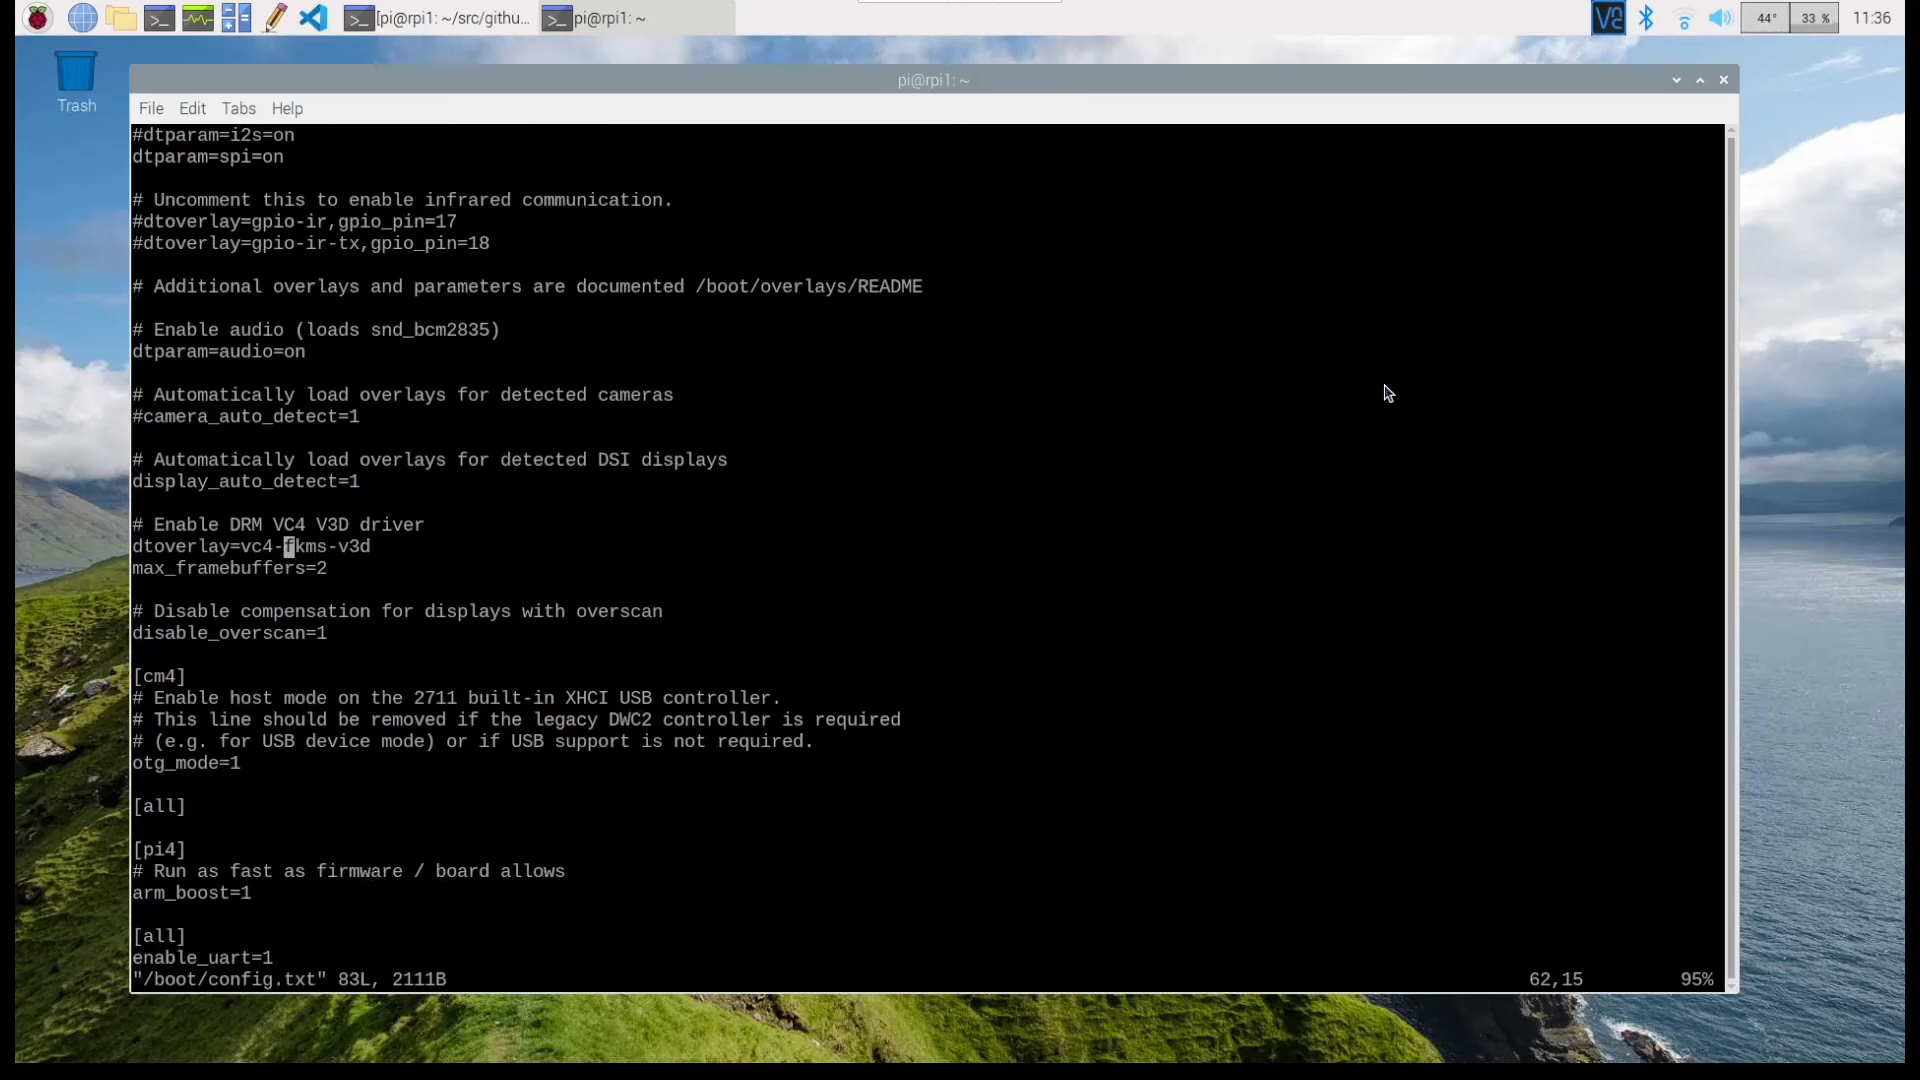 [pi@rpi1: ~/src/githu...
pi@rpi1: ~
44°
33 %
11:36
Trash
pi@rpi1: ~
File Edit Tabs Help
#dtparam=i2s=on
dtparam=spi=on
# Uncomment this to enable infrared communication.
#dtoverlay=gpio-ir,gpio_pin=17
#dtoverlay=gpio-ir-tx,gpio_pin=18
# Additional overlays and parameters are documented /boot/overlays/README
# Enable audio (loads snd_bcm2835)
dtparam=audio=on
# Automatically load overlays for detected cameras
#camera_auto_detect=1
# Automatically load overlays for detected DSI displays
display_auto_detect=1
# Enable DRM VC4 V3D driver
dtoverlay=vc4-fkms-v3d
max_framebuffers=2
# Disable compensation for displays with overscan
disable_overscan=1
[cm4]
# Enable host mode on the 2711 built-in XHCI USB controller.
# This line should be removed if the legacy DWC2 controller is required
# (e.g. for USB device mode) or if USB support is not required.
otg_mode=1
[all]
[pi4]
# Run as fast as firmware / board allows
arm_boost=1
[all]
enable_uart=1
"/boot/config.txt" 83L, 2111B 62,15 95%